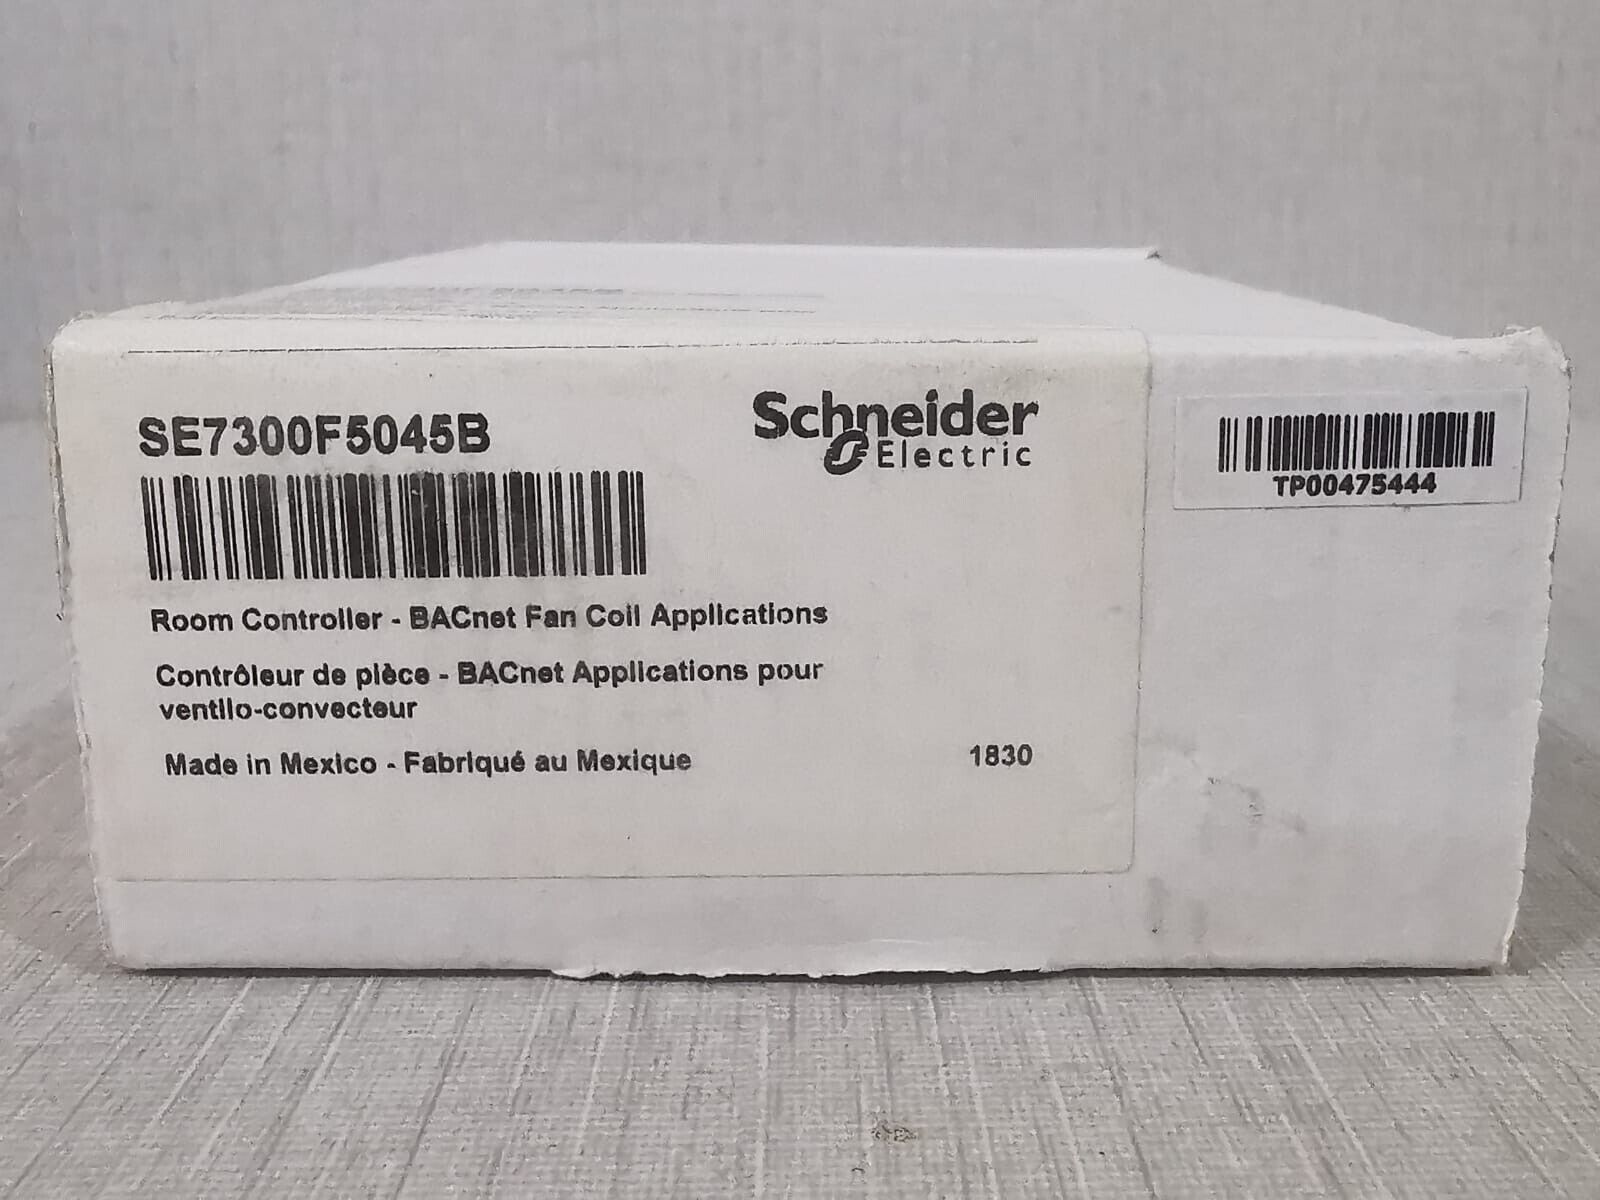 SE7300F5045B
Schneider
Electric
TP00475444
Room Controller - BACnet Fan Coil Applications
Contrôleur de pièce - BACnet Applications pour
ventilo-convecteur
Made in Mexico - Fabriqué au Mexique
1830